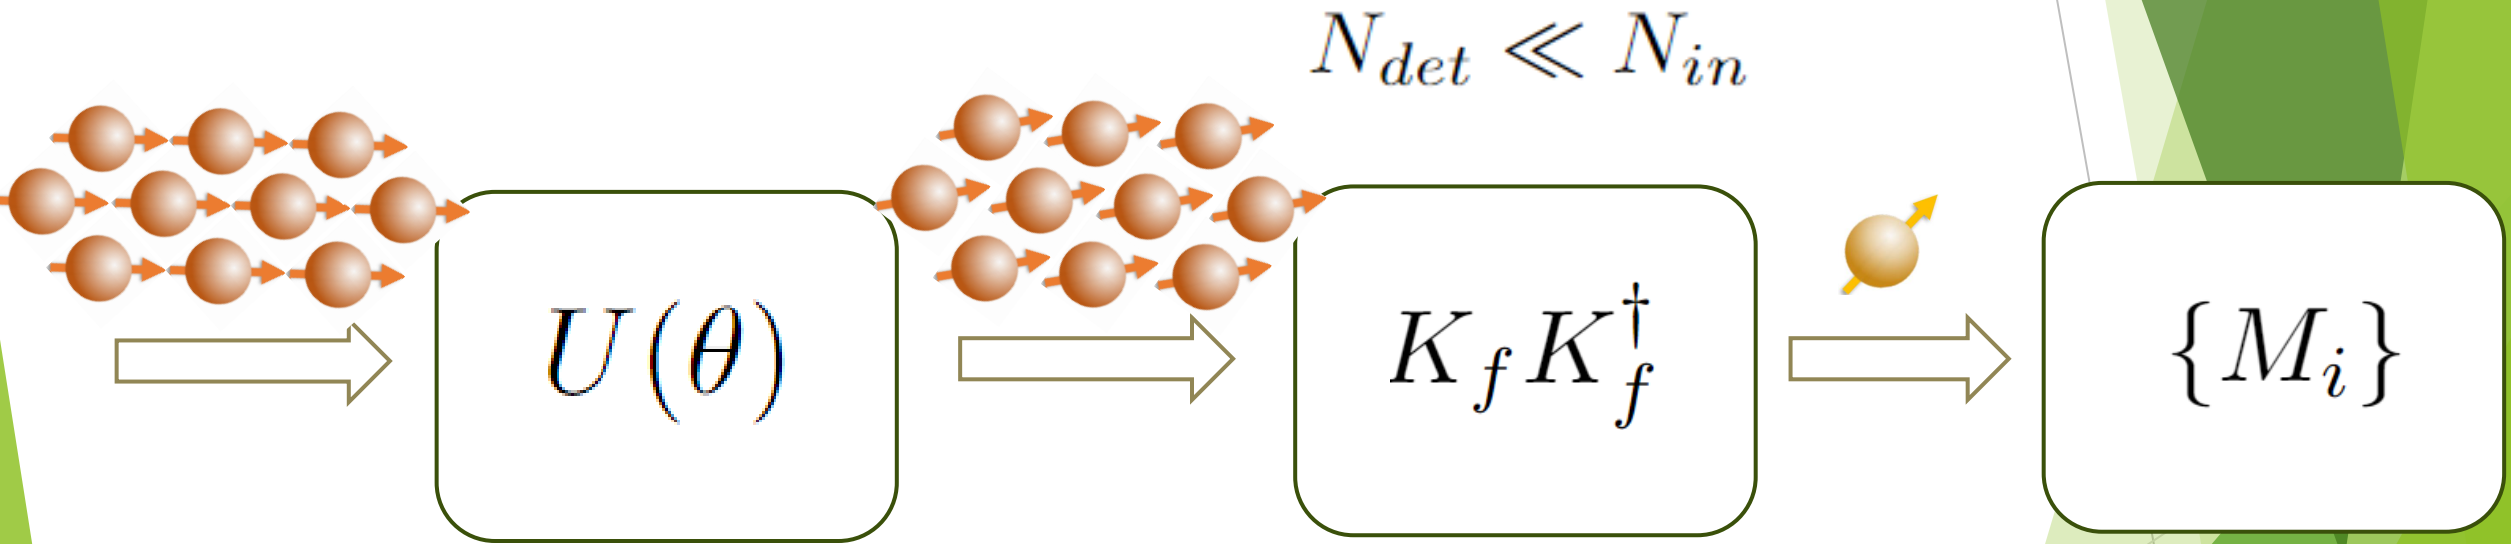 N_{det} ≪ N_{in}
U(θ)
K_f K_f^†
{M_i}